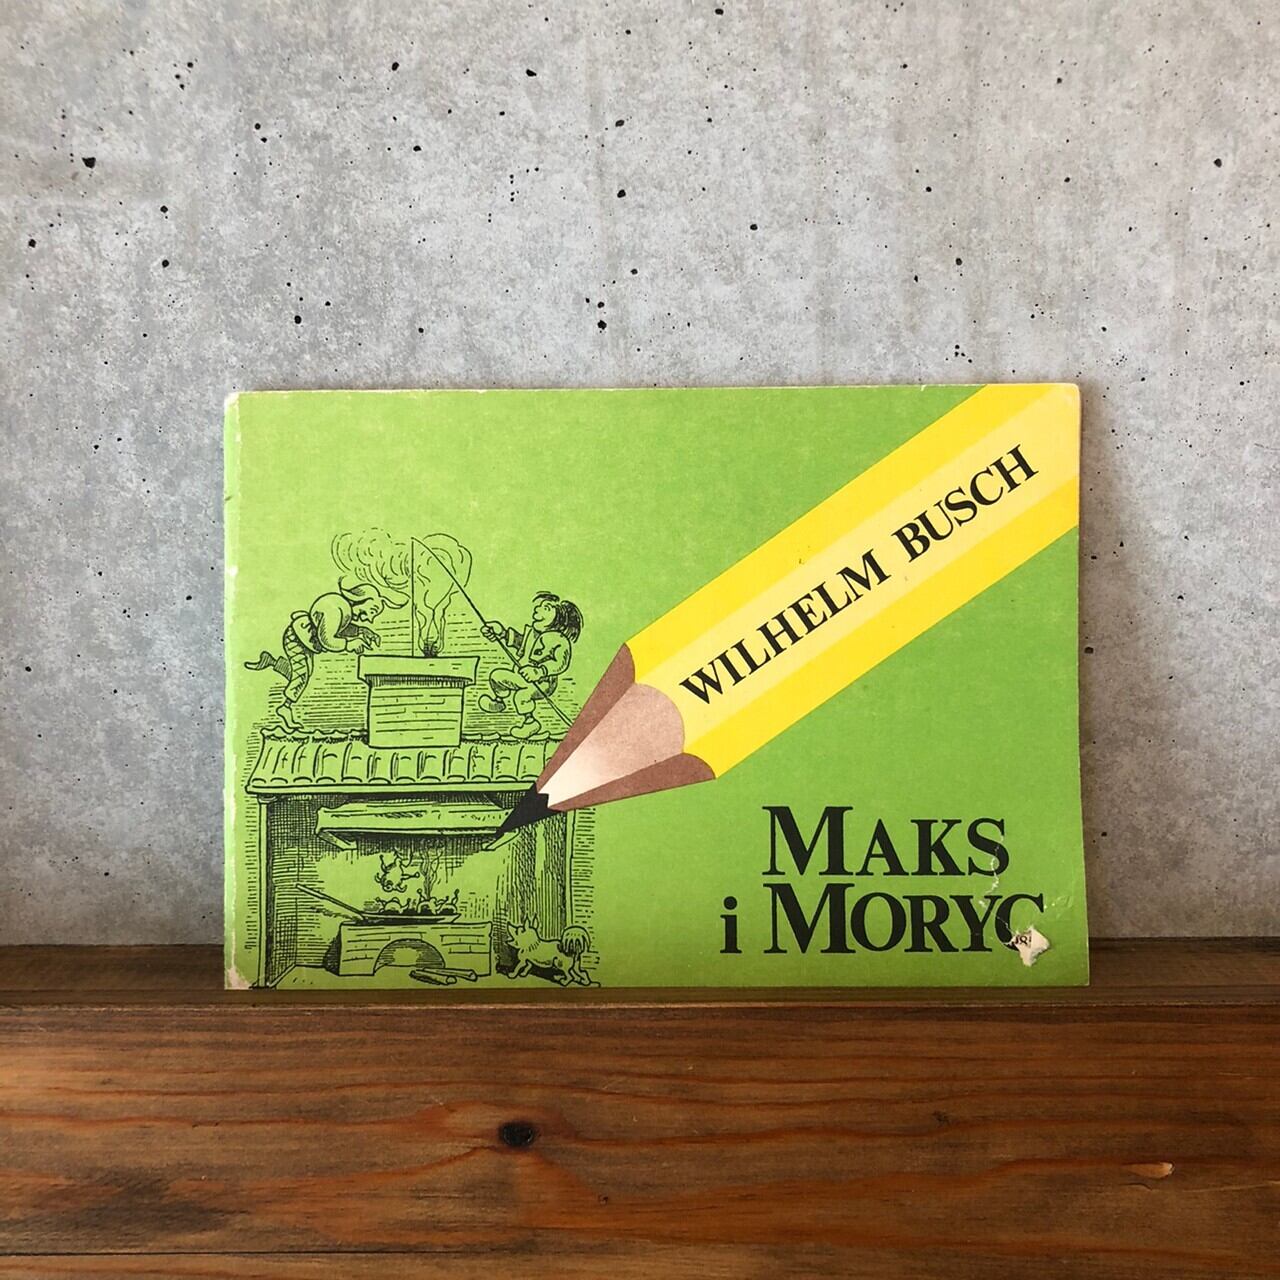 WILHELM BUSCH
MAKS
i MORYC